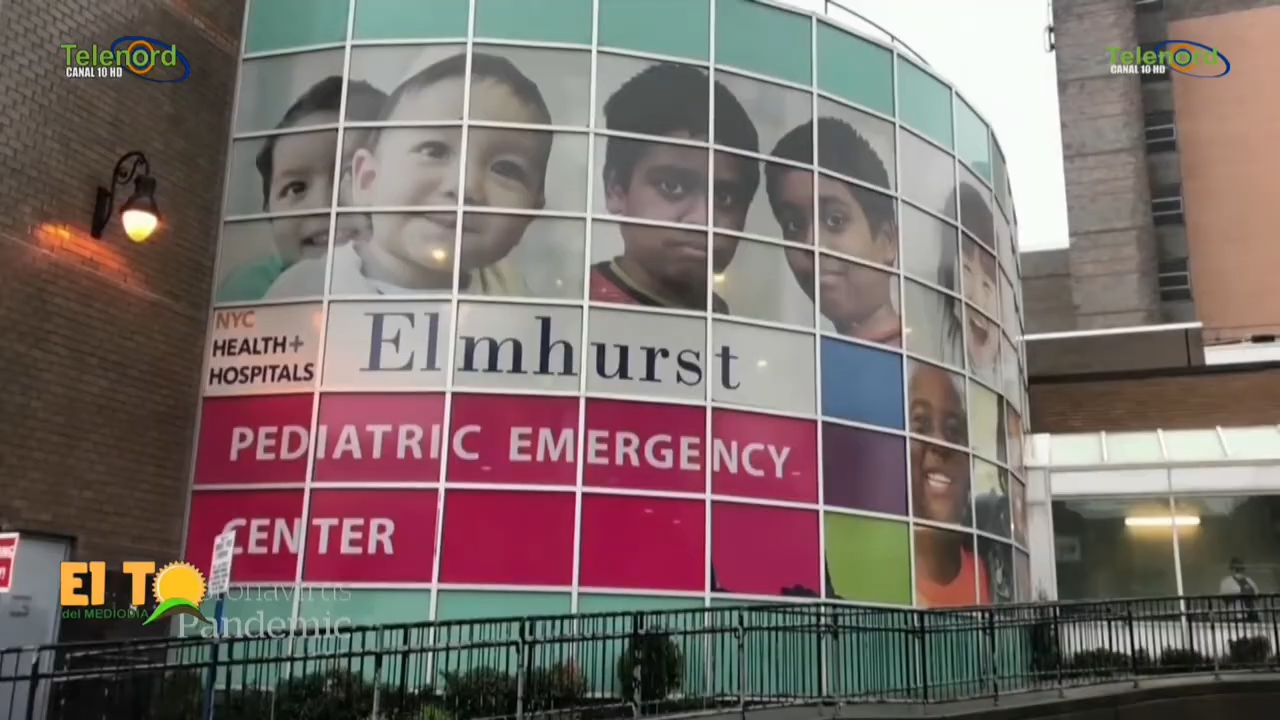 Telenord
CANAL 10 HD
Telenord
CANAL 10 HD
NYC
HEALTH+
HOSPITALS
Elmhurst
PEDIATRIC EMERGENCY
CENTER
El TO
del MEDIODIA
Pandemic